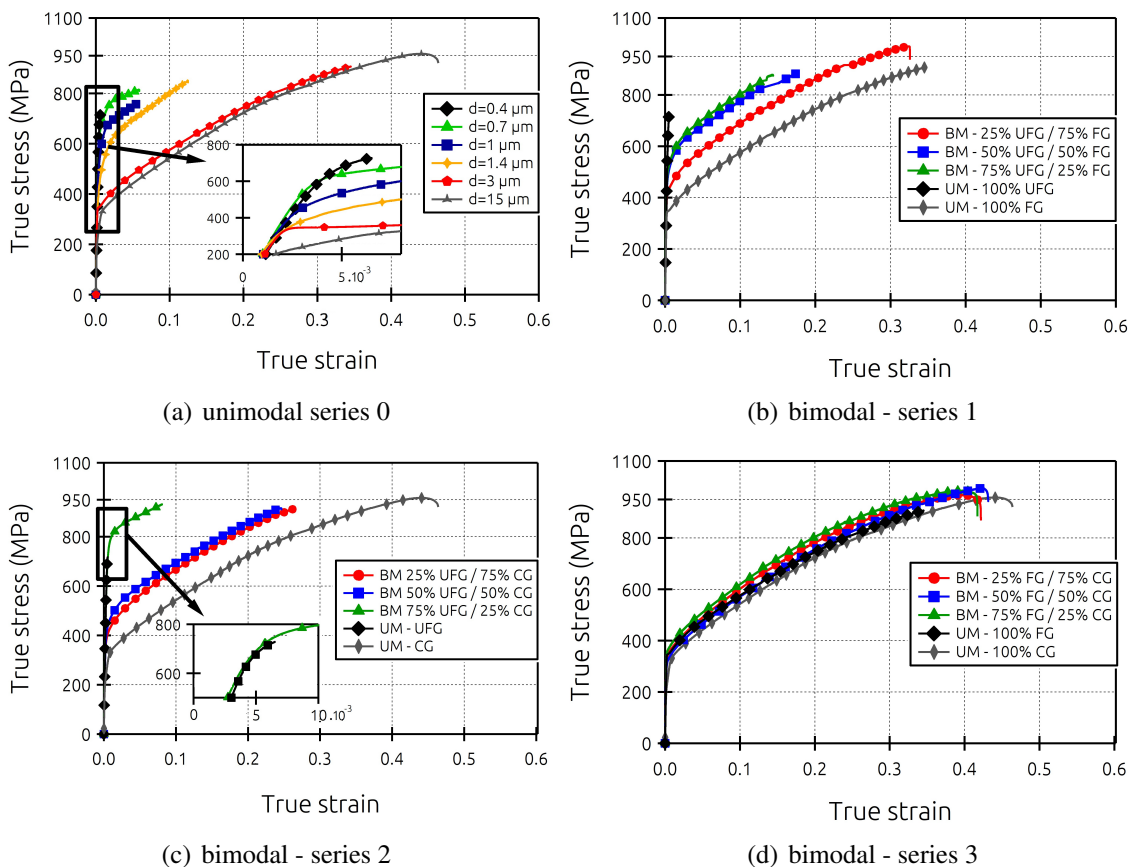 1100
950
800
600
400
200
0
True stress (MPa)
d=0.4 µm
d=0.7 µm
d=1 µm
d=1.4 µm
d=3 µm
d=15 µm
800
600
400
200
0
5 .10⁻³
0.0 0.1 0.2 0.3 0.4 0.5 0.6
True strain
(a) unimodal series 0
1100
950
800
600
400
200
0
True stress (MPa)
BM - 25% UFG / 75% FG
BM - 50% UFG / 50% FG
BM - 75% UFG / 25% FG
UM - 100% UFG
UM - 100% FG
0.0 0.1 0.2 0.3 0.4 0.5 0.6
True strain
(b) bimodal - series 1
1100
950
800
600
400
200
0
True stress (MPa)
BM 25% UFG / 75% CG
BM 50% UFG / 50% CG
BM 75% UFG / 25% CG
UM - UFG
UM - CG
800
600
0 5 10 .10⁻³
0.0 0.1 0.2 0.3 0.4 0.5 0.6
True strain
(c) bimodal - series 2
1100
950
800
600
400
200
0
True stress (MPa)
BM - 25% FG / 75% CG
BM - 50% FG / 50% CG
BM - 75% FG / 25% CG
UM - 100% FG
UM - 100% CG
0.0 0.1 0.2 0.3 0.4 0.5 0.6
True strain
(d) bimodal - series 3